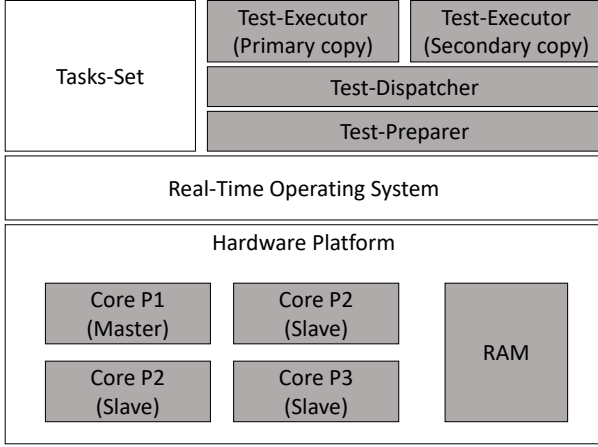 Test-Executor
(Primary copy)
Test-Executor
(Secondary copy)
Tasks-Set
Test-Dispatcher
Test-Preparer
Real-Time Operating System
Hardware Platform
Core P1
(Master)
Core P2
(Slave)
RAM
Core P2
(Slave)
Core P3
(Slave)